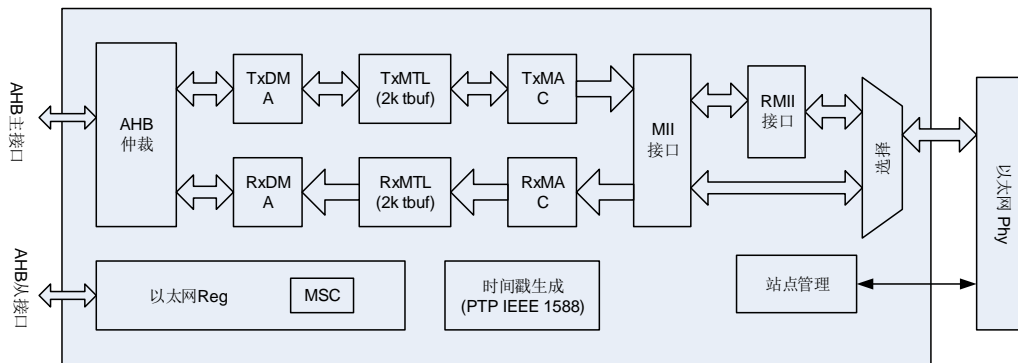 AHB主接口
AHB
仲裁
TxDM
A
TxMTL
(2k tbuf)
TxMA
C
MII
接口
RMII
接口
选择
以太网 Phy
RxDM
A
RxMTL
(2k tbuf)
RxMA
C
AHB从接口
以太网Reg
MSC
时间戳生成
(PTP IEEE 1588)
站点管理